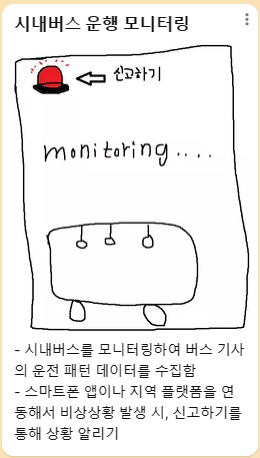 시내버스 운행 모니터링
신고하기
monitoring....
- 시내버스를 모니터링하여 버스 기사
의 운전 패턴 데이터를 수집함
- 스마트폰 앱이나 지역 플랫폼을 연
동해서 비상상황 발생 시, 신고하기를
통해 상황 알리기